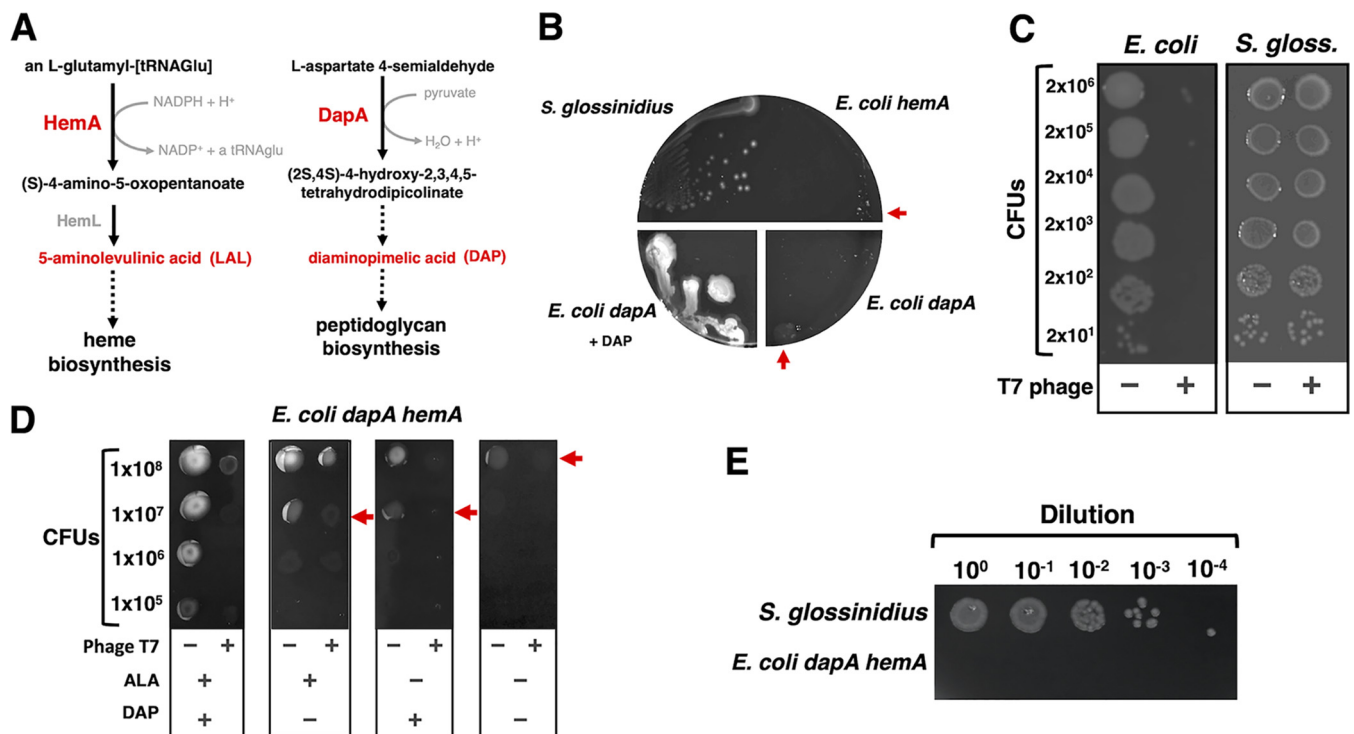 A
an L-glutamyl-[tRNAGlu]
NADPH + H⁺
HemA
NADP⁺ + a tRNAglu
(S)-4-amino-5-oxopentanoate
HemL
5-aminolevulinic acid (LAL)
heme
biosynthesis
L-aspartate 4-semialdehyde
pyruvate
DapA
H₂O + H⁺
(2S,4S)-4-hydroxy-2,3,4,5-
tetrahydrodipicolinate
diaminopimelic acid (DAP)
peptidoglycan
biosynthesis
B
S. glossinidius
E. coli hemA
E. coli dapA
+ DAP
E. coli dapA
C
E. coli
S. gloss.
CFUs
2x10⁶
2x10⁵
2x10⁴
2x10³
2x10²
2x10¹
T7 phage − + − +
D
E. coli dapA hemA
CFUs
1x10⁸
1x10⁷
1x10⁶
1x10⁵
Phage T7 − + − + − + − +
ALA + + − −
DAP + − + −
E
Dilution
10⁰ 10⁻¹ 10⁻² 10⁻³ 10⁻⁴
S. glossinidius
E. coli dapA hemA